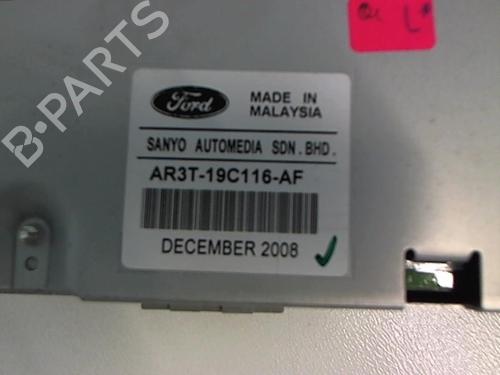 Ford
MADE IN
MALAYSIA
SANYO AUTOMEDIA SDN. BHD.
AR3T-19C116-AF
DECEMBER 2008
B-PARTS